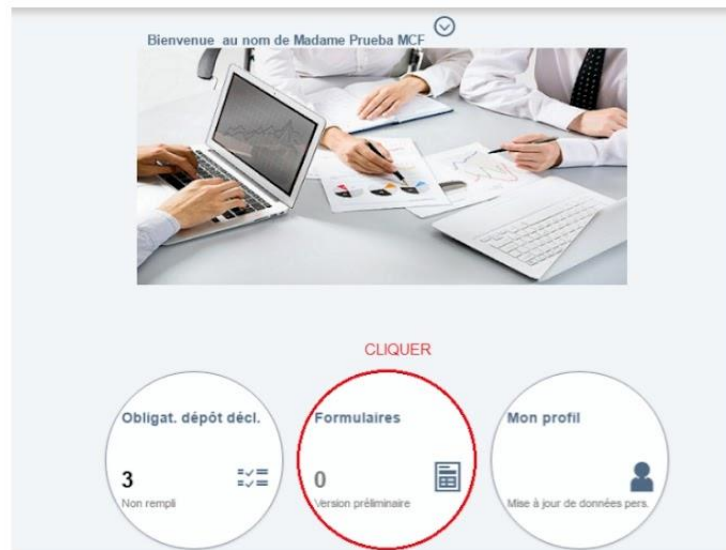 Bienvenue au nom de Madame Prueba MCF
CLIQUER
Obligat. dépôt décl.
Formulaires
Mon profil
3
0
Non rempli
Version préliminaire
Mise à jour de données pers.